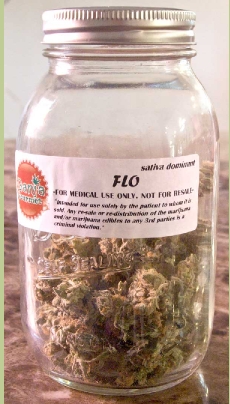 sativa dominant
FLO
-FOR MEDICAL USE ONLY. NOT FOR RESALE-
"Intended for use solely by the patient to whom it is
sold. Any re-sale or re-distribution of the marijuana
and/or marijuana edibles to any 3rd parties is a
criminal violation."
SEALING